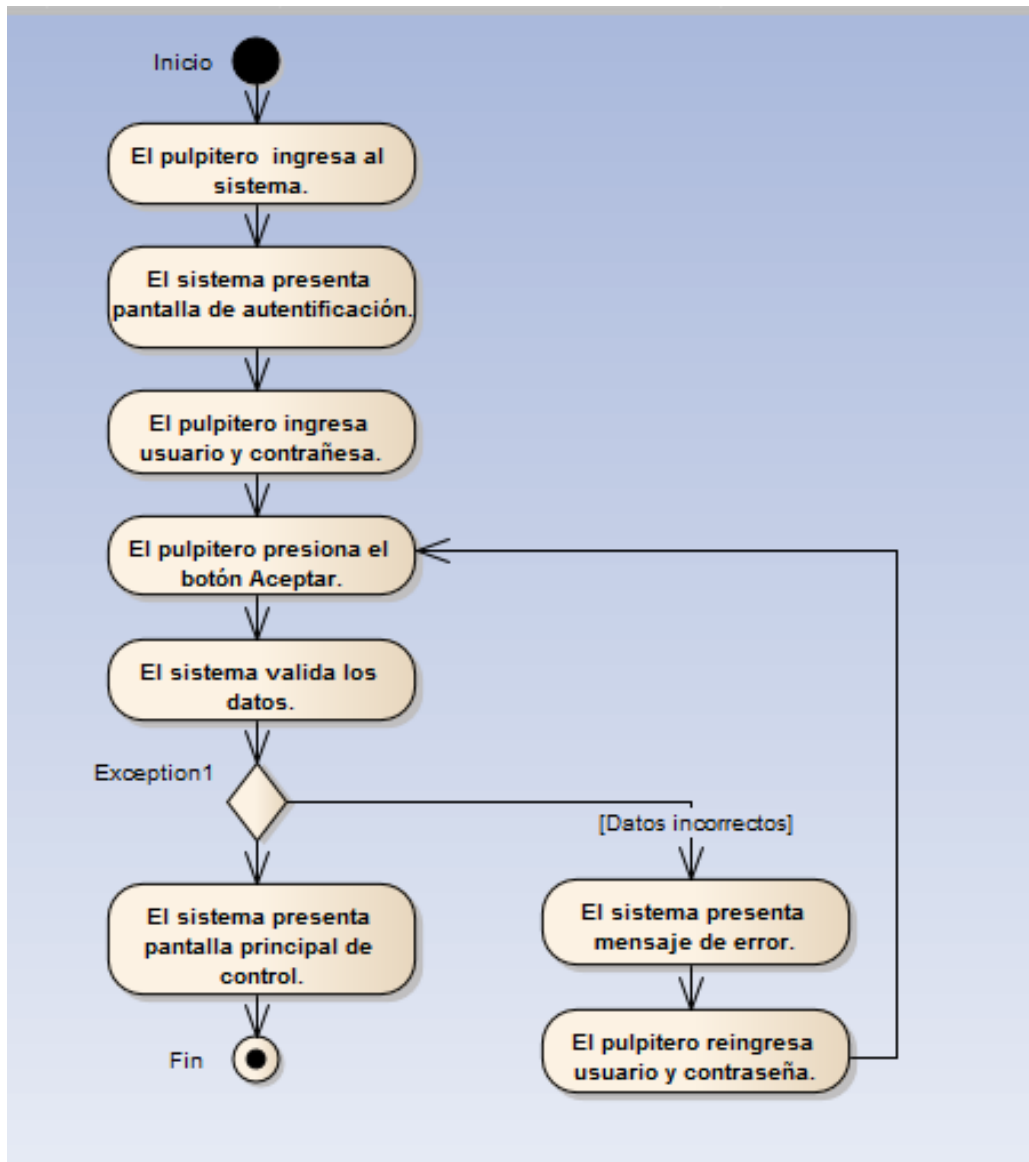 Inicio
El pulpitero ingresa al
sistema.
El sistema presenta
pantalla de autentificación.
El pulpitero ingresa
usuario y contrañesa.
El pulpitero presiona el
botón Aceptar.
El sistema valida los
datos.
Exception1
[Datos incorrectos]
El sistema presenta
pantalla principal de
control.
El sistema presenta
mensaje de error.
El pulpitero reingresa
usuario y contraseña.
Fin